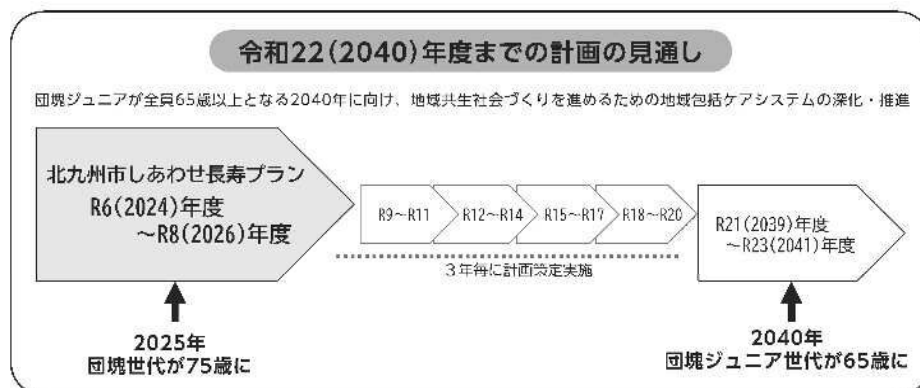 令和22(2040)年度までの計画の見通し
団塊ジュニアが全員65歳以上となる2040年に向け、地域共生社会づくりを進めるための地域包括ケアシステムの深化・推進
北九州市しあわせ長寿プラン
R6(2024)年度
～R8(2026)年度
R9～R11
R12～R14
R15～R17
R18～R20
R21(2039)年度
～R23(2041)年度
3年毎に計画策定実施
2025年
団塊世代が75歳に
2040年
団塊ジュニア世代が65歳に